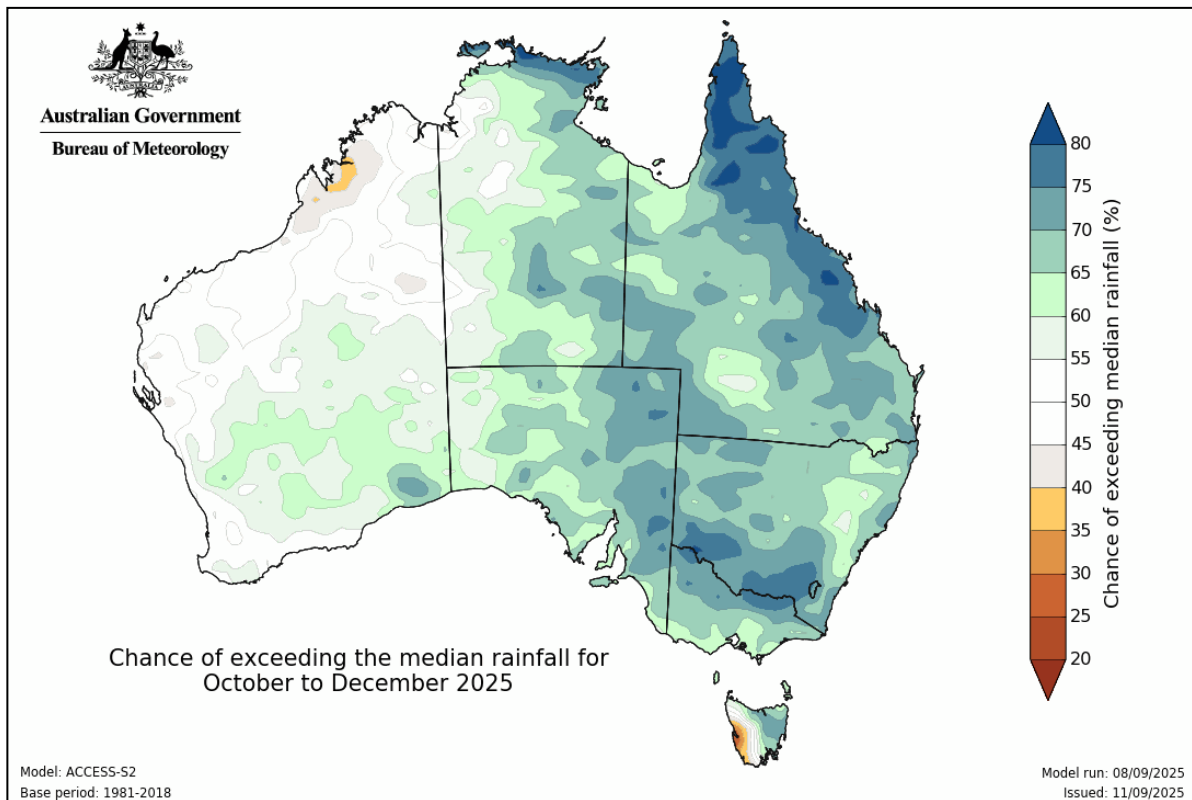 Australian Government
Bureau of Meteorology
80
75
70
65
60
55
50
45
40
35
30
25
20
Chance of exceeding median rainfall (%)
Chance of exceeding the median rainfall for
October to December 2025
Model: ACCESS-S2
Base period: 1981-2018
Model run: 08/09/2025
Issued: 11/09/2025